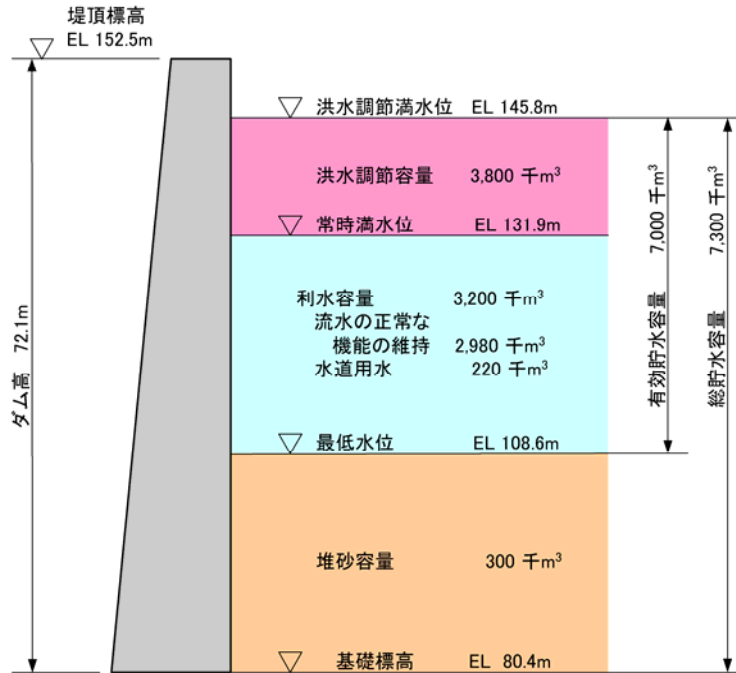 堤頂標高
EL 152.5m
洪水調節満水位 EL 145.8m
洪水調節容量 3,800 千m³
常時満水位 EL 131.9m
利水容量 3,200 千m³
流水の正常な
機能の維持 2,980 千m³
水道用水 220 千m³
最低水位 EL 108.6m
堆砂容量 300 千m³
基礎標高 EL 80.4m
ダム高 72.1m
有効貯水容量 7,000 千m³
総貯水容量 7,300 千m³